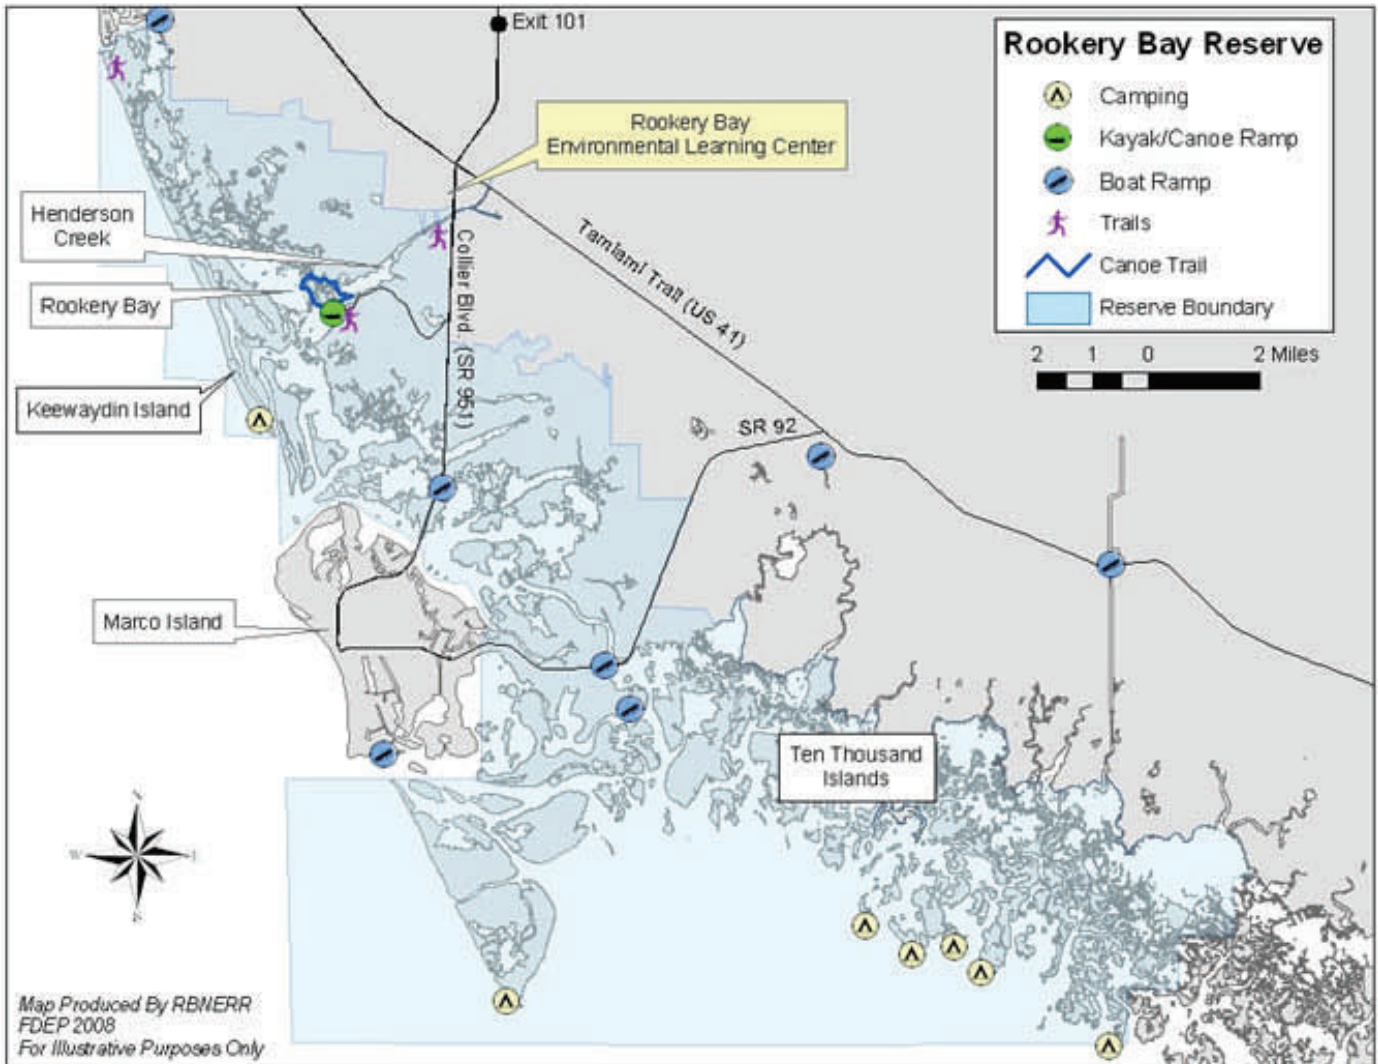 Exit 101
Rookery Bay Reserve
Camping
Kayak/Canoe Ramp
Boat Ramp
Trails
Canoe Trail
Reserve Boundary
2 1 0 2 Miles
Rookery Bay
Environmental Learning Center
Henderson
Creek
Rookery Bay
Keewaydin Island
Collier Blvd. (SR 951)
Tamiami Trail (US 41)
SR 92
Marco Island
Ten Thousand
Islands
N
W
E
S
Map Produced By RBNERR
FDEP 2008
For Illustrative Purposes Only